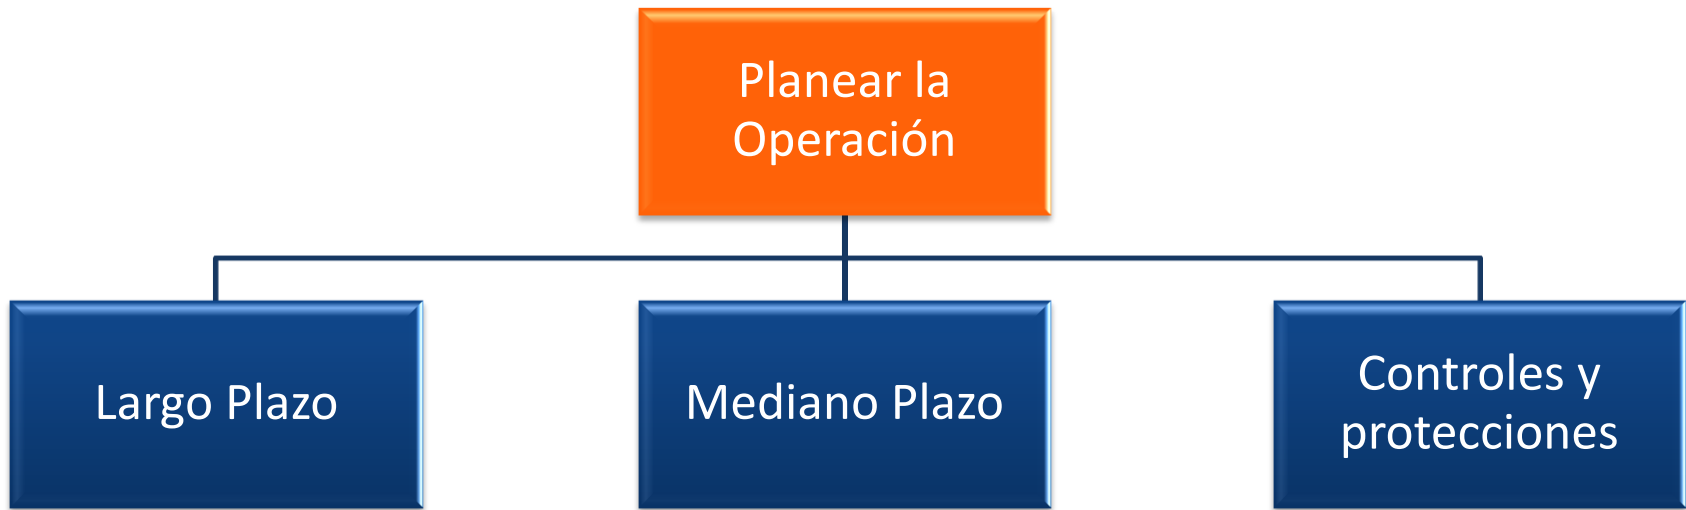 Planear la
Operación
Largo Plazo
Mediano Plazo
Controles y
protecciones